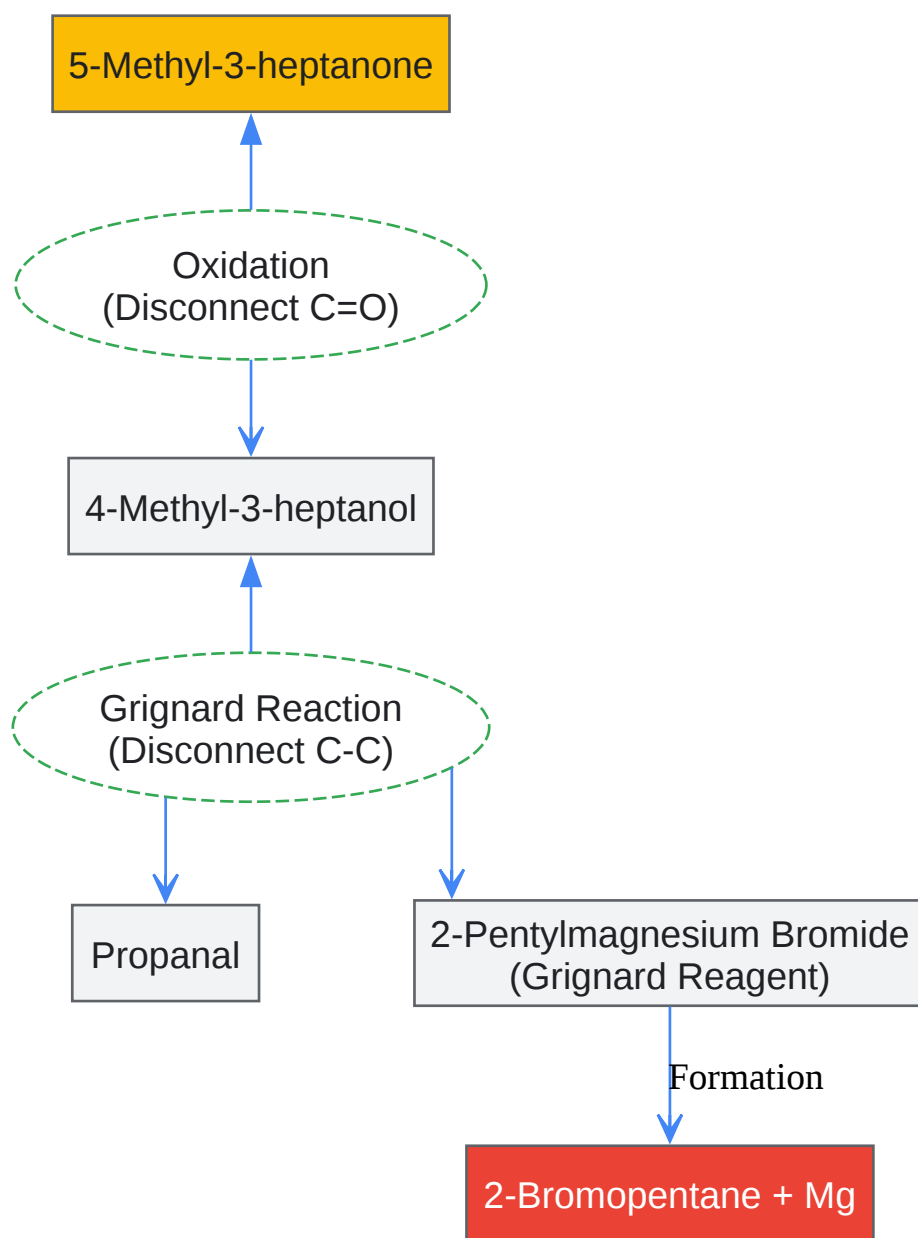 5-Methyl-3-heptanone
Oxidation
(Disconnect C=O)
4-Methyl-3-heptanol
Grignard Reaction
(Disconnect C-C)
Propanal
2-Pentylmagnesium Bromide
(Grignard Reagent)
Formation
2-Bromopentane + Mg